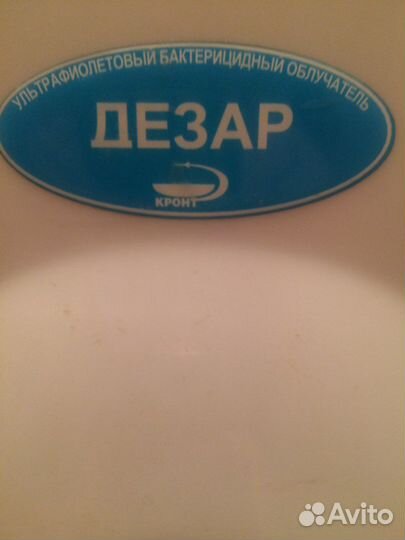 УЛЬТРАФИОЛЕТОВЫЙ БАКТЕРИЦИДНЫЙ ОБЛУЧАТЕЛЬ
ДЕЗАР
КРОНТ
Avito